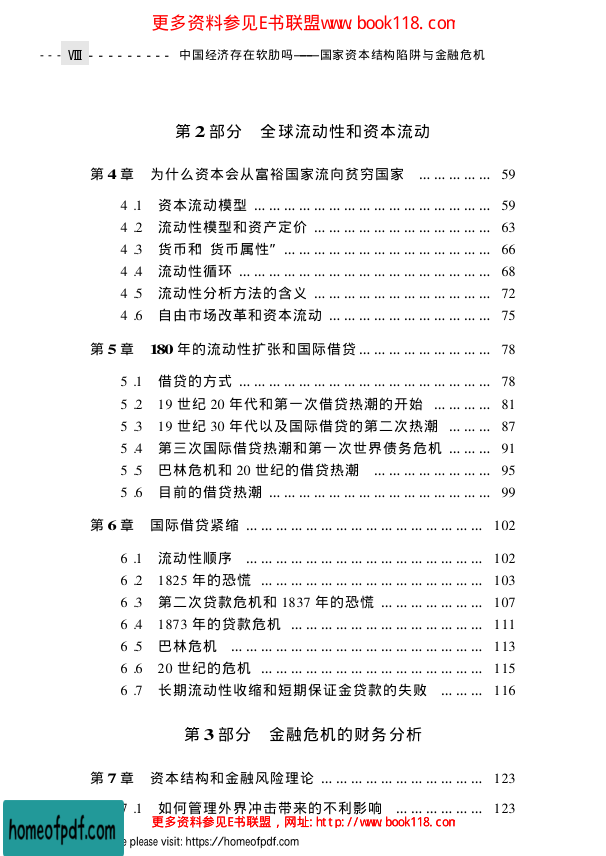 更多资料参见E书联盟www.book118.com
--- Ⅷ --------- 中国经济存在软肋吗——国家资本结构陷阱与金融危机
第2部分 全球流动性和资本流动
第4章 为什么资本会从富裕国家流向贫穷国家 …………… 59
4.1 资本流动模型 ………………………………………… 59
4.2 流动性模型和资产定价 ……………………………… 63
4.3 货币和“货币属性” …………………………………… 66
4.4 流动性循环 …………………………………………… 68
4.5 流动性分析方法的含义 ……………………………… 72
4.6 自由市场改革和资本流动 …………………………… 75
第5章 180年的流动性扩张和国际借贷 ……………………… 78
5.1 借贷的方式 …………………………………………… 78
5.2 19世纪20年代和第一次借贷热潮的开始 ………… 81
5.3 19世纪30年代以及国际借贷的第二次热潮 ……… 87
5.4 第三次国际借贷热潮和第一次世界债务危机 ……… 91
5.5 巴林危机和20世纪的借贷热潮 …………………… 95
5.6 目前的借贷热潮 ……………………………………… 99
第6章 国际借贷紧缩 ………………………………………… 102
6.1 流动性顺序 …………………………………………… 102
6.2 1825年的恐慌 ………………………………………… 103
6.3 第二次贷款危机和1837年的恐慌 ………………… 107
6.4 1873年的贷款危机 ………………………………… 111
6.5 巴林危机 ……………………………………………… 113
6.6 20世纪的危机 ………………………………………… 115
6.7 长期流动性收缩和短期保证金贷款的失败 ……… 116
第3部分 金融危机的财务分析
第7章 资本结构和金融风险理论 …………………………… 123
7.1 如何管理外界冲击带来的不利影响 ……………… 123
更多资料参见E书联盟，网址: http://www.book118.com
homeofpdf.com
please visit: https://homeofpdf.com